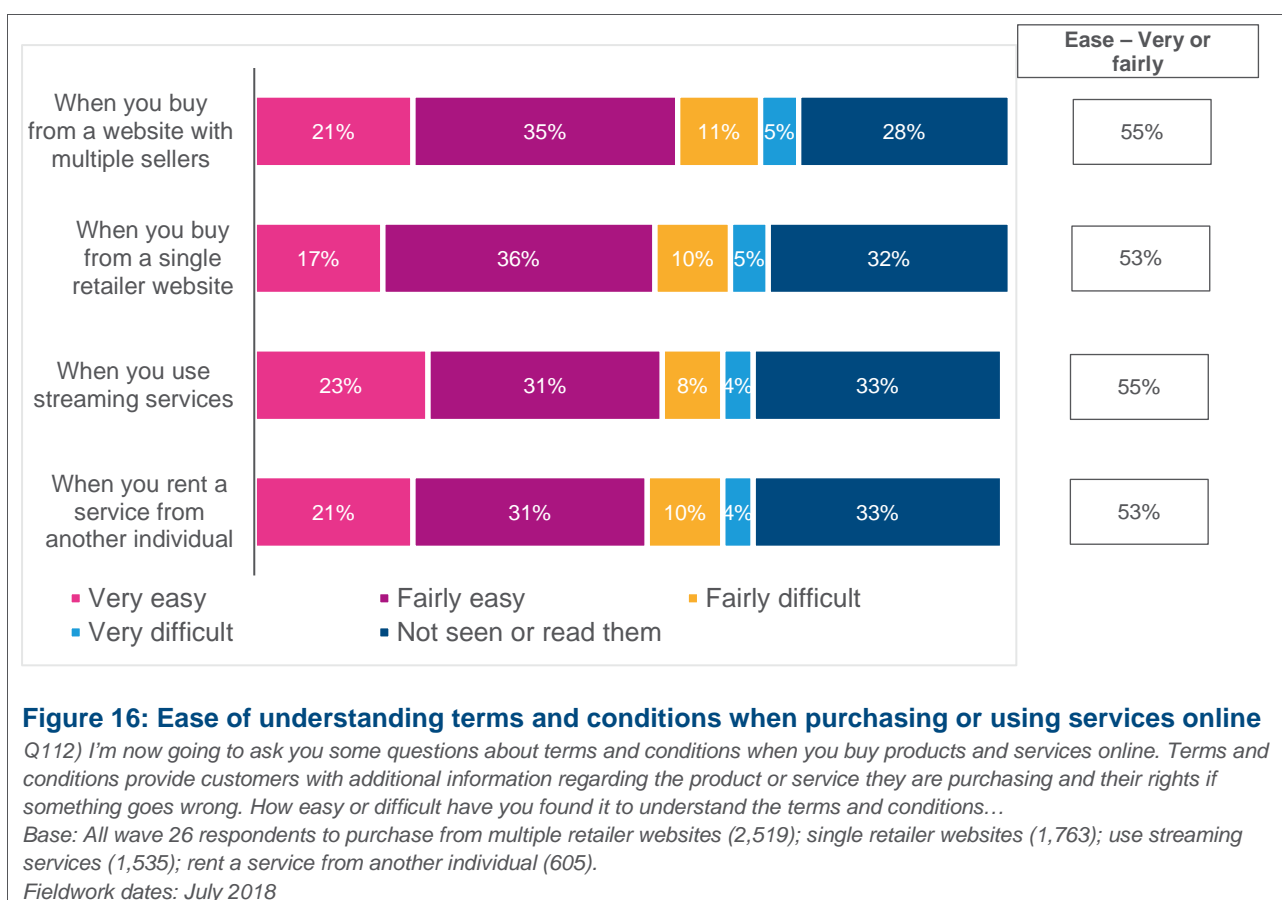 Ease – Very or
fairly
When you buy
from a website with
multiple sellers
21%
35%
11%
5%
28%
55%
When you buy
from a single
retailer website
17%
36%
10%
5%
32%
53%
When you use
streaming services
23%
31%
8%
4%
33%
55%
When you rent a
service from
another individual
21%
31%
10%
4%
33%
53%
Very easy
Fairly easy
Fairly difficult
Very difficult
Not seen or read them
Figure 16: Ease of understanding terms and conditions when purchasing or using services online
Q112) I'm now going to ask you some questions about terms and conditions when you buy products and services online. Terms and
conditions provide customers with additional information regarding the product or service they are purchasing and their rights if
something goes wrong. How easy or difficult have you found it to understand the terms and conditions…
Base: All wave 26 respondents to purchase from multiple retailer websites (2,519); single retailer websites (1,763); use streaming
services (1,535); rent a service from another individual (605).
Fieldwork dates: July 2018